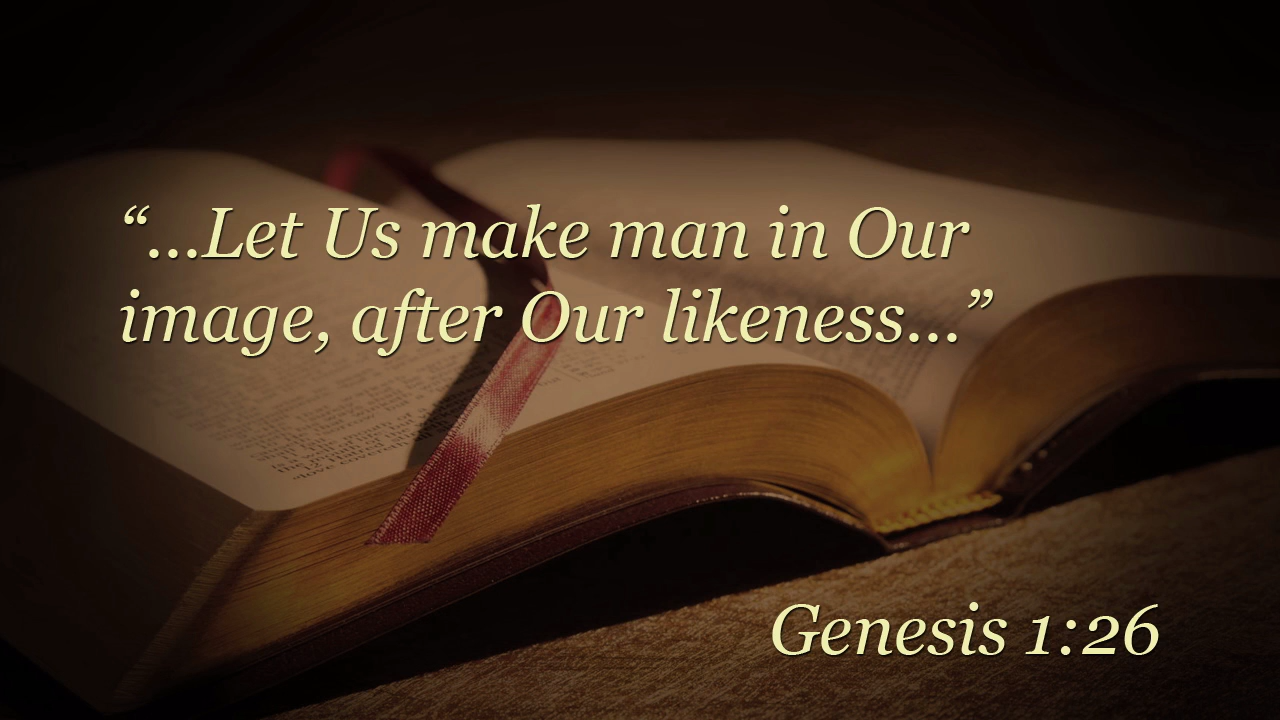 “...Let Us make man in Our
image, after Our likeness...”
Genesis 1:26